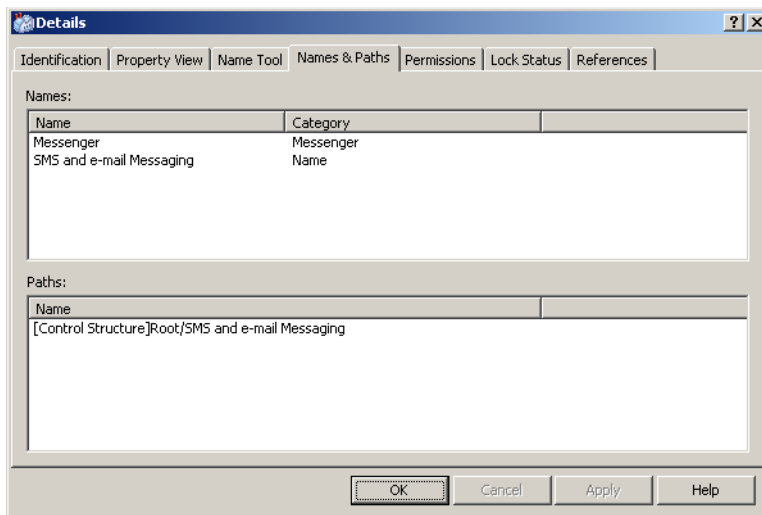 Details
Identification Property View Name Tool Names & Paths Permissions Lock Status References
Names:
Name Category
Messenger Messenger
SMS and e-mail Messaging Name
Paths:
Name
[Control Structure]Root/SMS and e-mail Messaging
OK Cancel Apply Help